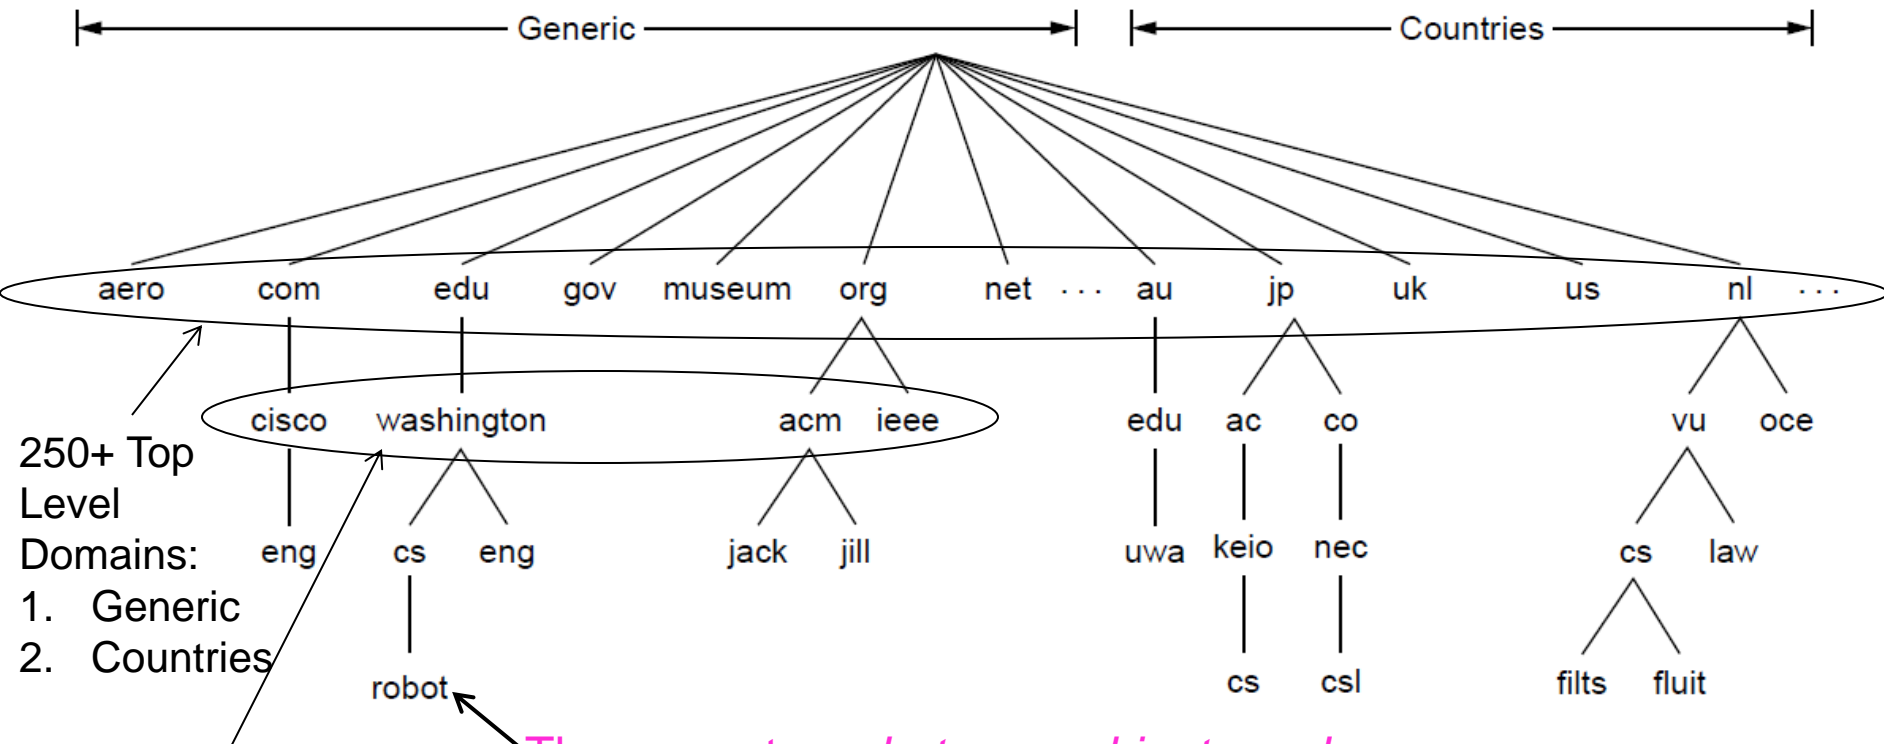 Generic Countries
aero com edu gov museum org net ... au jp uk us nl ...
cisco washington acm ieee edu ac co vu oce
250+ Top
Level
Domains:
1. Generic
2. Countries
eng cs eng jack jill uwa keio nec cs law
robot cs csl filts fluit